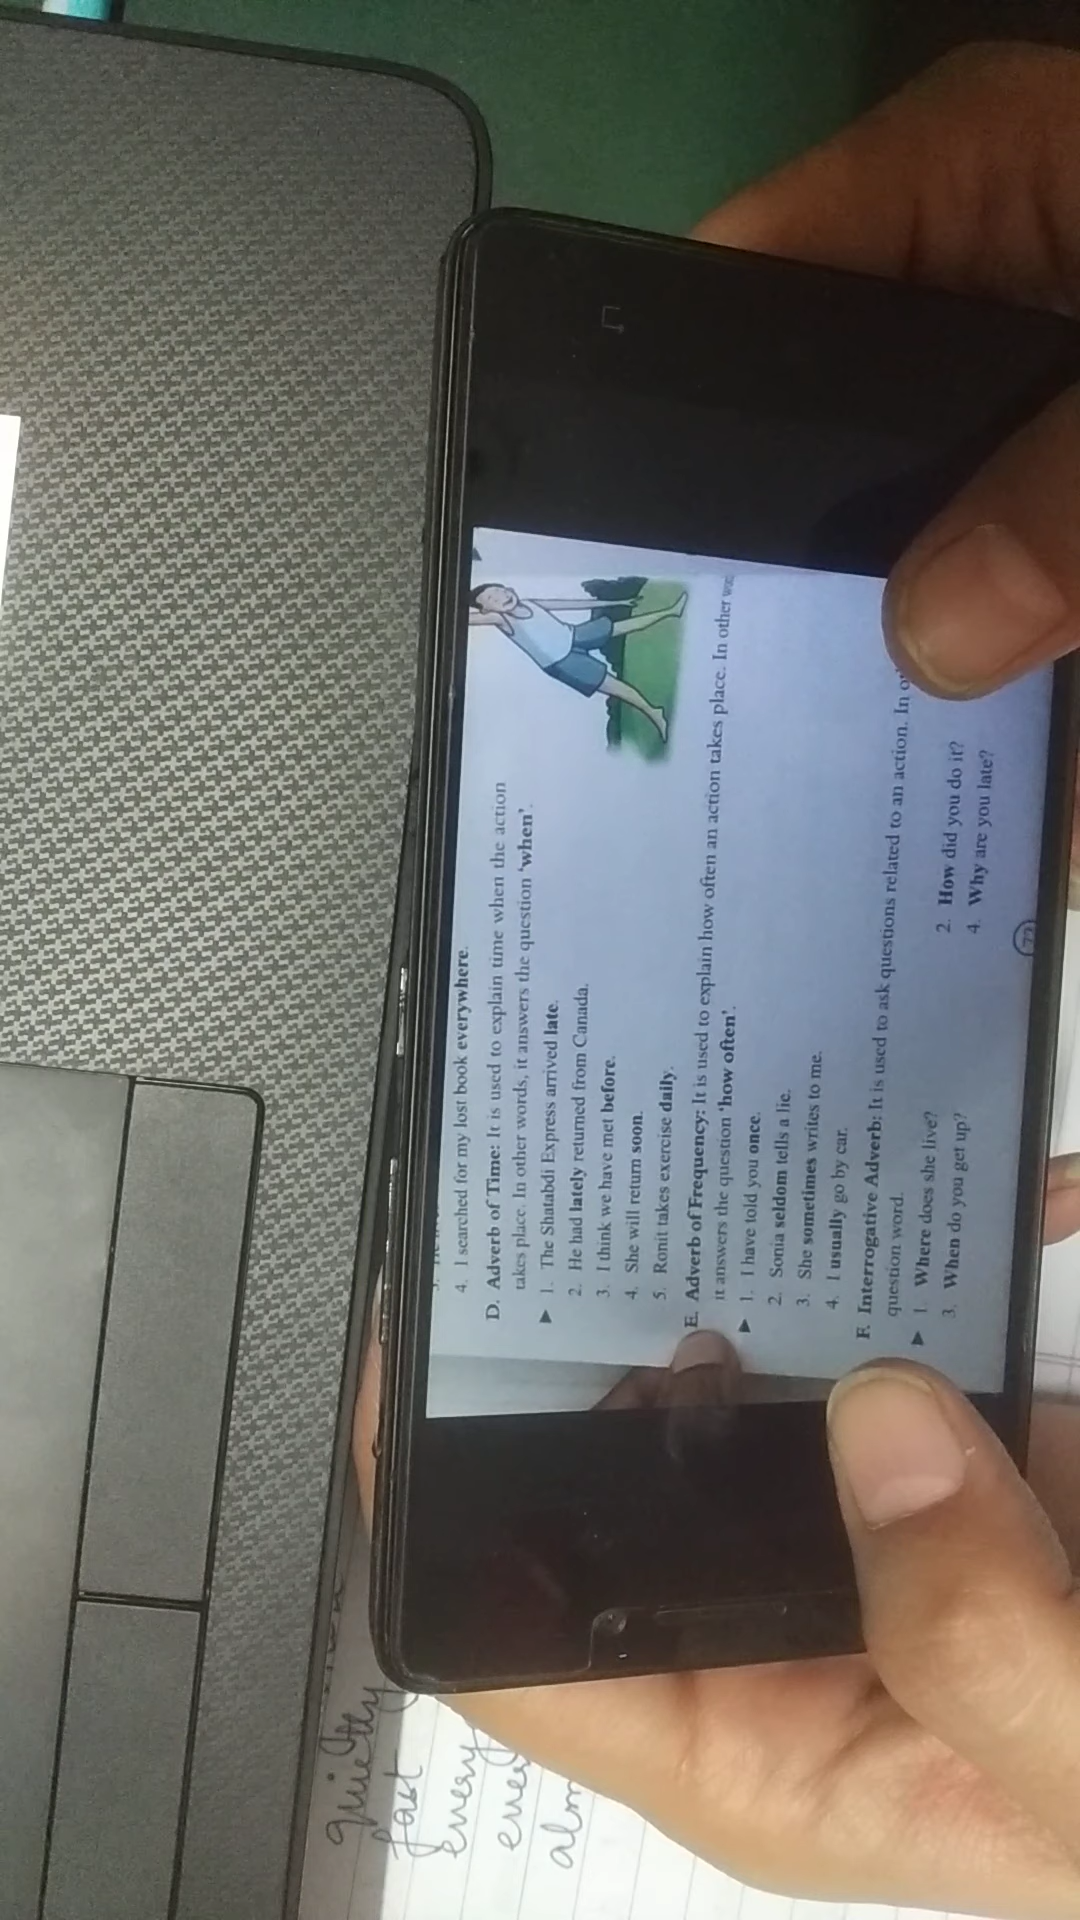 4. I searched for my lost book everywhere.
D. Adverb of Time: It is used to explain time when the action
takes place. In other words, it answers the question ‘when’.
▶ 1. The Shatabdi Express arrived late.
2. He had lately returned from Canada.
3. I think we have met before.
4. She will return soon.
5. Ronit takes exercise daily.
E. Adverb of Frequency: It is used to explain how often an action takes place. In other
it answers the question ‘how often’.
▶ 1. I have told you once.
2. Sonia seldom tells a lie.
3. She sometimes writes to me.
4. I usually go by car.
F. Interrogative Adverb: It is used to ask questions related to an action. In
question word.
▶ 1. Where does she live? 2. How did you do it?
3. When do you get up? 4. Why are you late?
quietly
fast
every